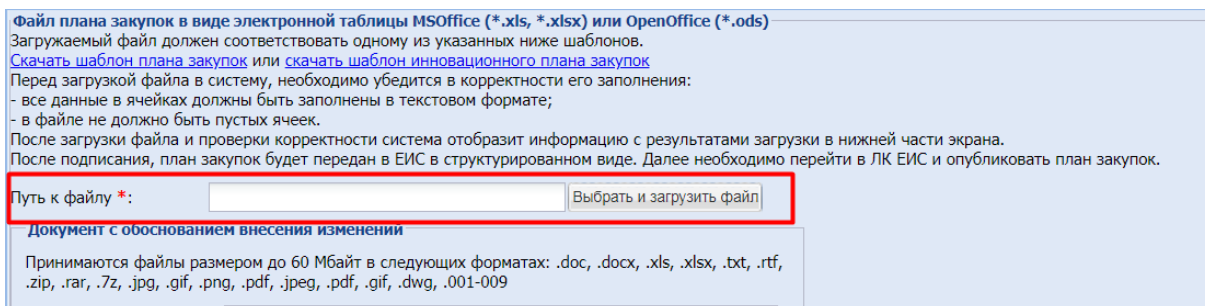 Файл плана закупок в виде электронной таблицы MSOffice (*.xls, *.xlsx) или OpenOffice (*.ods)
Загружаемый файл должен соответствовать одному из указанных ниже шаблонов.
Скачать шаблон плана закупок или скачать шаблон инновационного плана закупок
Перед загрузкой файла в систему, необходимо убедится в корректности его заполнения:
- все данные в ячейках должны быть заполнены в текстовом формате;
- в файле не должно быть пустых ячеек.
После загрузки файла и проверки корректности система отобразит информацию с результатами загрузки в нижней части экрана.
После подписания, план закупок будет передан в ЕИС в структурированном виде. Далее необходимо перейти в ЛК ЕИС и опубликовать план закупок.
Путь к файлу *: Выбрать и загрузить файл
Документ с обоснованием внесения изменений
Принимаются файлы размером до 60 Мбайт в следующих форматах: .doc, .docx, .xls, .xlsx, .txt, .rtf,
.zip, .rar, .7z, .jpg, .gif, .png, .pdf, .jpeg, .pdf, .gif, .dwg, .001-009